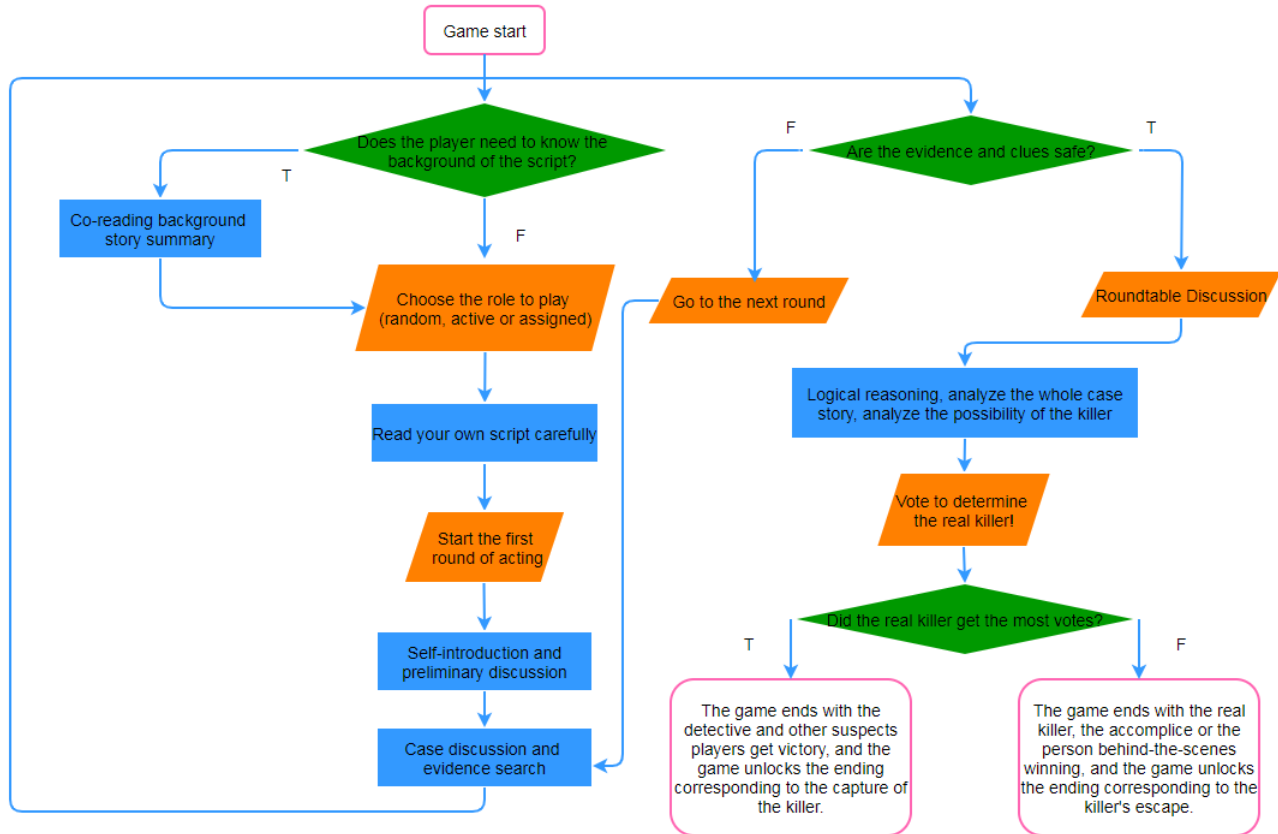 Game start
Does the player need to know the
background of the script?
T
F
Co-reading background
story summary
Choose the role to play
(random, active or assigned)
Read your own script carefully
Start the first
round of acting
Self-introduction and
preliminary discussion
Case discussion and
evidence search
F
T
Are the evidence and clues safe?
Go to the next round
Roundtable Discussion
Logical reasoning, analyze the whole case
story, analyze the possibility of the killer
Vote to determine
the real killer!
Did the real killer get the most votes?
T
F
The game ends with the
detective and other suspects
players get victory, and the
game unlocks the ending
corresponding to the capture of
the killer.
The game ends with the real
killer, the accomplice or the
person behind-the-scenes
winning, and the game unlocks
the ending corresponding to the
killer's escape.